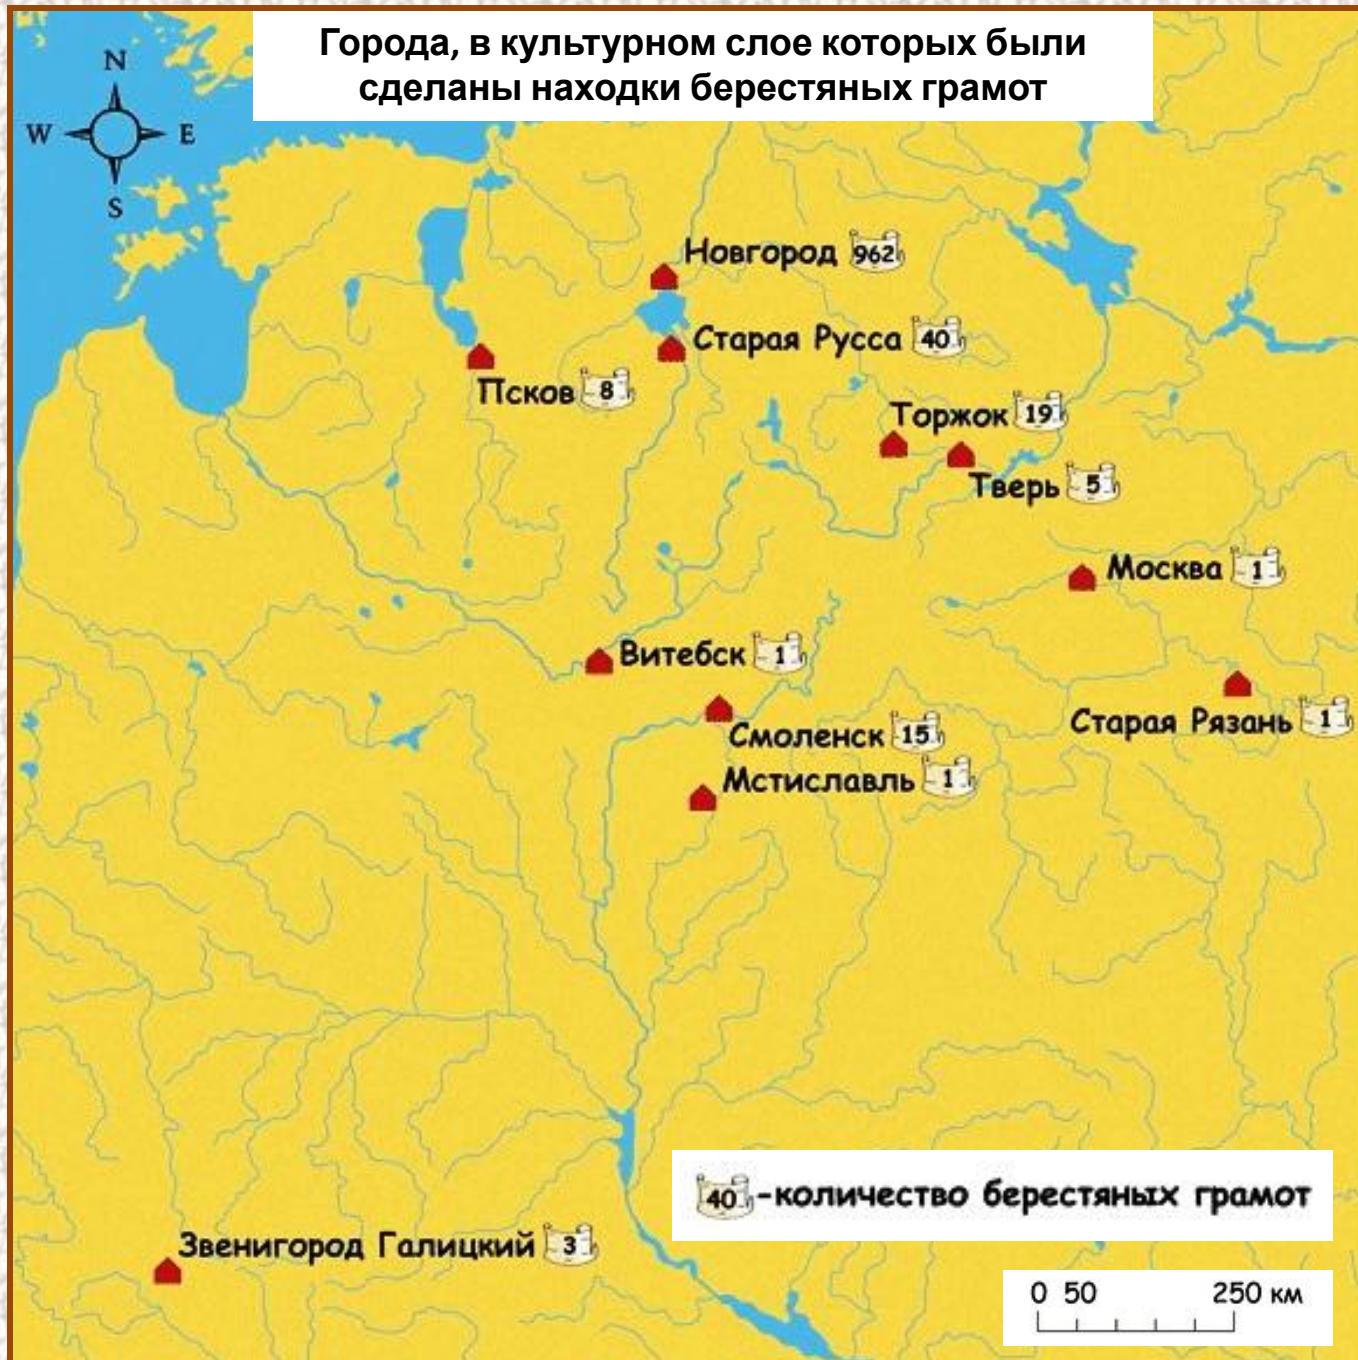 Города, в культурном слое которых были
сделаны находки берестяных грамот
N
W E
S
Новгород 962
Старая Русса 40
Псков 8
Торжок 19
Тверь 5
Москва 1
Витебск 1
Старая Рязань 1
Смоленск 15
Мстиславль 1
40 -количество берестяных грамот
Звенигород Галицкий 3
0 50 250 км